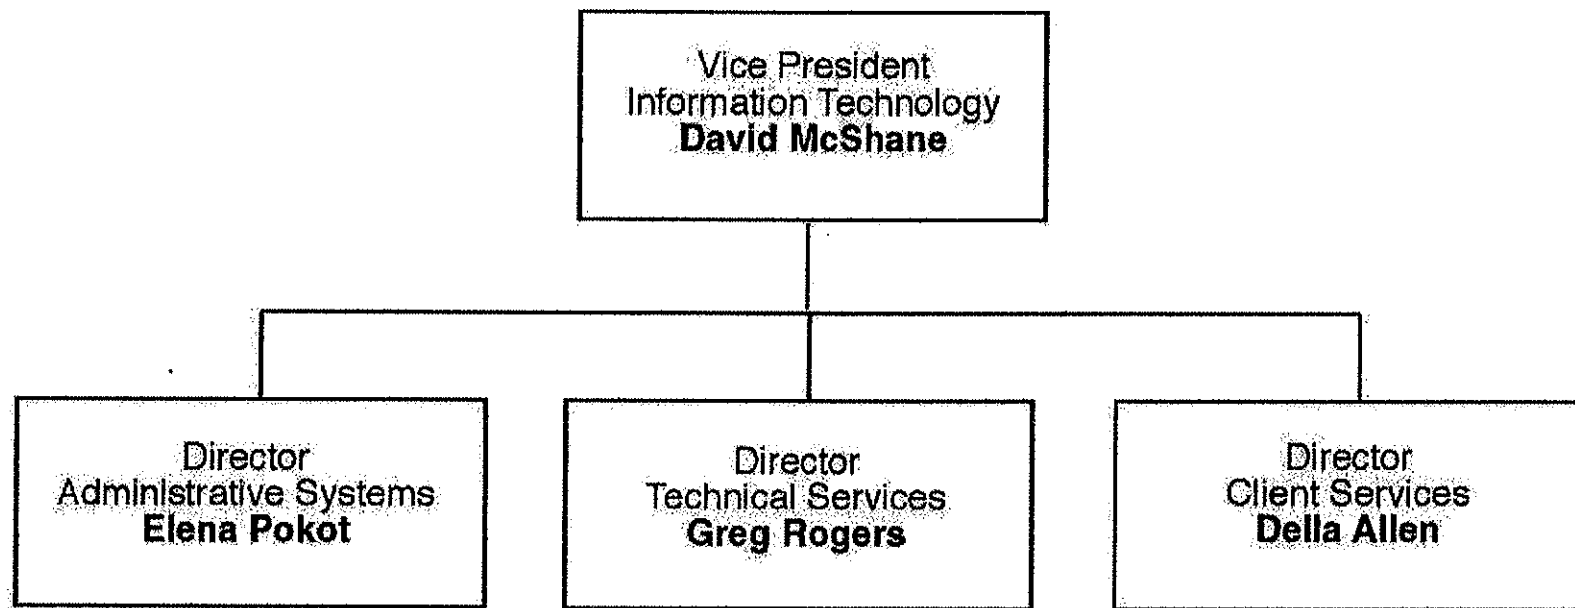 Vice President
Information Technology
David McShane
Director
Administrative Systems
Elena Pokot
Director
Technical Services
Greg Rogers
Director
Client Services
Della Allen